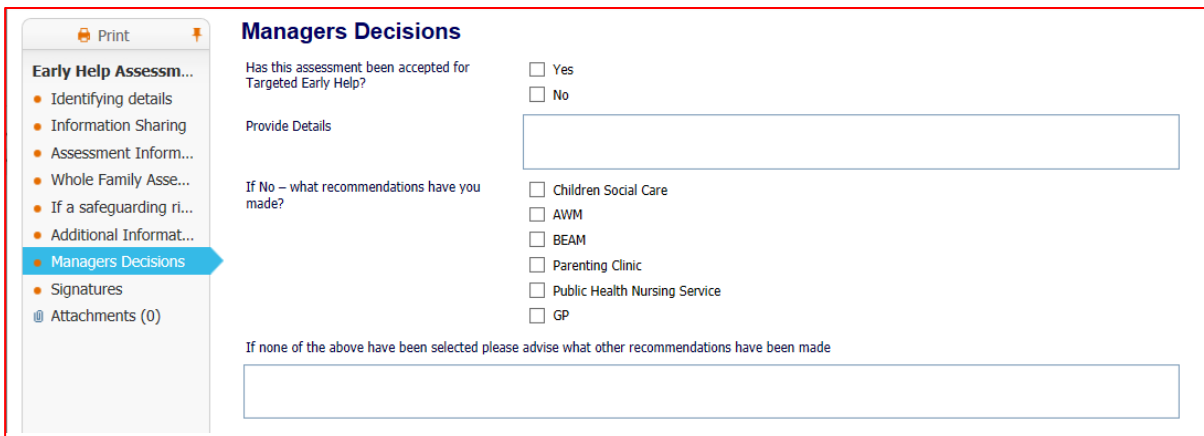 Print
Early Help Assessm...
Identifying details
Information Sharing
Assessment Inform...
Whole Family Asse...
If a safeguarding ri...
Additional Informat...
Managers Decisions
Signatures
Attachments (0)
Managers Decisions
Has this assessment been accepted for
Targeted Early Help?
Yes
No
Provide Details
If No – what recommendations have you
made?
Children Social Care
AWM
BEAM
Parenting Clinic
Public Health Nursing Service
GP
If none of the above have been selected please advise what other recommendations have been made